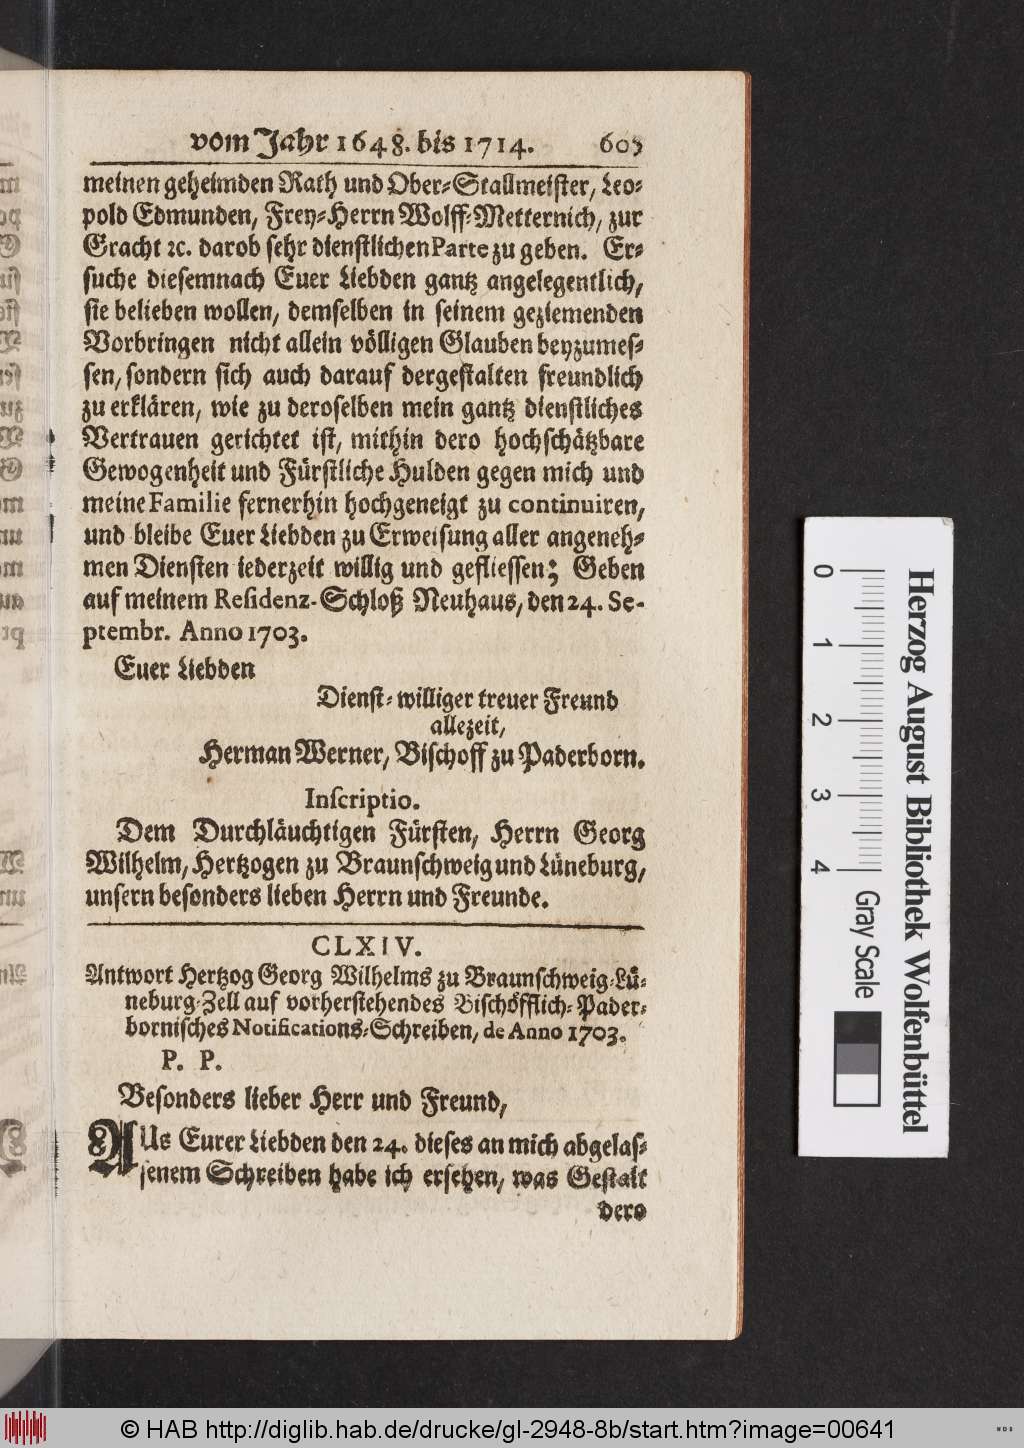 vom Jahr 1648. bis 1714. 605
meinen geheimden Rath und Ober-Stallmeister, Leo-
pold Edmunden, Frey-Herrn Wolff-Metternich, zur
Gracht ꝛc. darob sehr dienstlichen Parte zu geben. Er-
suche diesemnach Euer Liebden gantz angelegentlich,
sie belieben wollen, demselben in seinem geziemenden
Vorbringen nicht allein völligen Glauben beyzumes-
sen, sondern sich auch darauf dergestalten freundlich
zu erklären, wie zu deroselben mein gantz dienstliches
Vertrauen gerichtet ist, mithin dero hochschätzbare
Gewogenheit und Fürstliche Hulden gegen mich und
meine Familie fernerhin hochgeneigt zu continuiren,
und bleibe Euer Liebden zu Erweisung aller angeneh-
men Diensten iederzeit willig und geflissen; Geben
auf meinem Residenz-Schloß Neuhaus, den 24. Se-
ptembr. Anno 1703.
Euer Liebden
Dienst-williger treuer Freund
allezeit,
Herman Werner, Bischoff zu Paderborn.
Inscriptio.
Dem Durchläuchtigen Fürsten, Herrn Georg
Wilhelm, Hertzogen zu Braunschweig und Lüneburg,
unsern besonders lieben Herrn und Freunde.
CLXIV.
Antwort Hertzog Georg Wilhelms zu Braunschweig-Lü-
neburg-Zell auf vorherstehendes Bischöfflich-Pader-
bornisches Notifications-Schreiben, de Anno 1703.
P. P.
Besonders lieber Herr und Freund,
AUs Eurer Liebden den 24. dieses an mich abgelas-
senem Schreiben habe ich ersehen, was Gestalt
dero
0 1 2 3 4 Gray Scale
Herzog August Bibliothek Wolfenbüttel
© HAB http://diglib.hab.de/drucke/gl-2948-8b/start.htm?image=00641